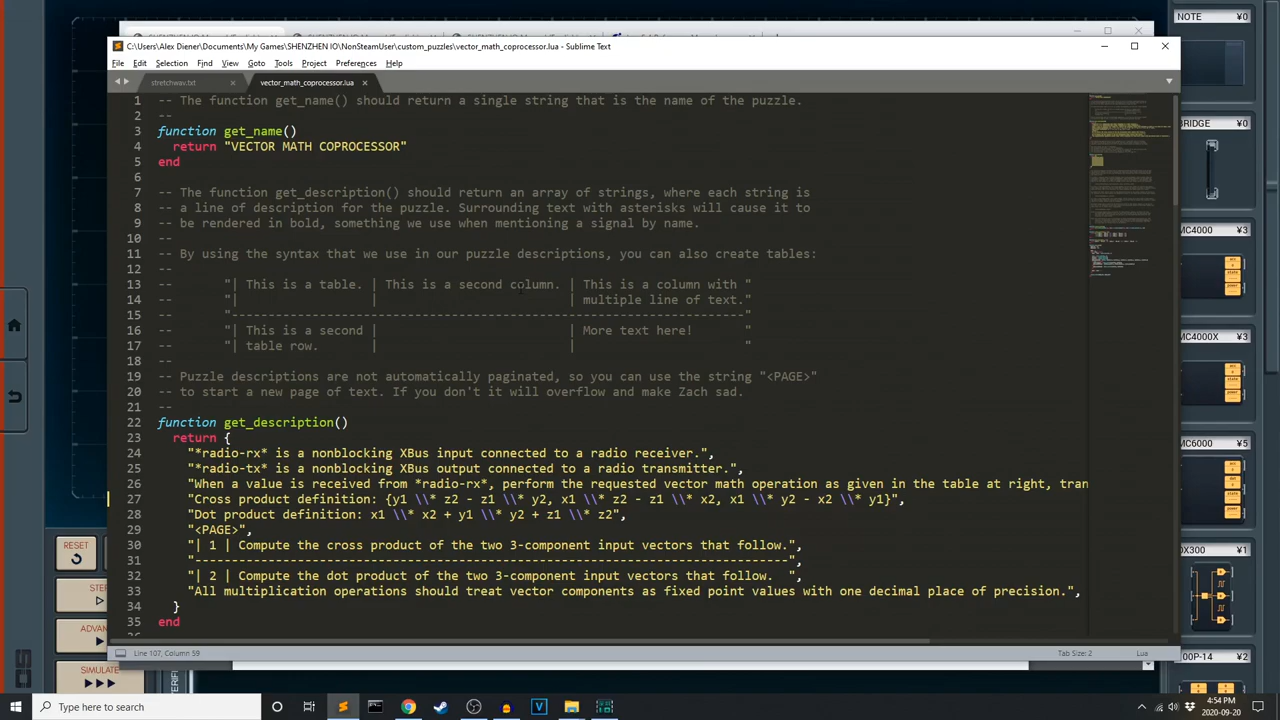 C:\Users\Alex Diener\Documents\My Games\SHENZHEN IO\NonSteamUser\custom_puzzles\vector_math_coprocessor.lua - Sublime Text
File Edit Selection Find View Goto Tools Project Preferences Help
stretchwav.txt vector_math_coprocessor.lua
1 -- The function get_name() should return a single string that is the name of the puzzle.
2 --
3 function get_name()
4 return "VECTOR MATH COPROCESSOR"
5 end
6
7 -- The function get_description() should return an array of strings, where each string is
8 -- a line of description for the puzzle. Surrounding text with asterisks will cause it to
9 -- be rendered in bold, something we use when mentioning a signal by name.
10 --
11 -- By using the syntax that we use in our puzzle descriptions, you can also create tables:
12 --
13 -- "| This is a table. | This is a second column. | This is a column with "
14 -- "| | | multiple line of text."
15 -- "--------------------------------------------------------------------"
16 -- "| This is a second | | More text here! "
17 -- "| table row. | | "
18 --
19 -- Puzzle descriptions are not automatically paginated, so you can use the string "<PAGE>"
20 -- to start a new page of text. If you don't it will overflow and make Zach sad.
21 --
22 function get_description()
23 return {
24 "*radio-rx* is a nonblocking XBus input connected to a radio receiver.",
25 "*radio-tx* is a nonblocking XBus output connected to a radio transmitter.",
26 "When a value is received from *radio-rx*, perform the requested vector math operation as given in the table at right, tran
27 "Cross product definition: {y1 \\* z2 - z1 \\* y2, x1 \\* z2 - z1 \\* x2, x1 \\* y2 - x2 \\* y1}",
28 "Dot product definition: x1 \\* x2 + y1 \\* y2 + z1 \\* z2",
29 "<PAGE>",
30 "| 1 | Compute the cross product of the two 3-component input vectors that follow.",
31 "-------------------------------------------------------------------------------",
32 "| 2 | Compute the dot product of the two 3-component input vectors that follow.  ",
33 "All multiplication operations should treat vector components as fixed point values with one decimal place of precision.",
34 }
35 end
Line 107, Column 59 Tab Size: 2 Lua
NOTE ¥0
BRIDGE ¥0
MC4000 ¥3
MC4000X ¥3
MC6000 ¥5
DX300 ¥1
100P-14 ¥2
RESET
STEP
ADVAN
SIMULATE
Type here to search
4:54 PM
2020-09-20